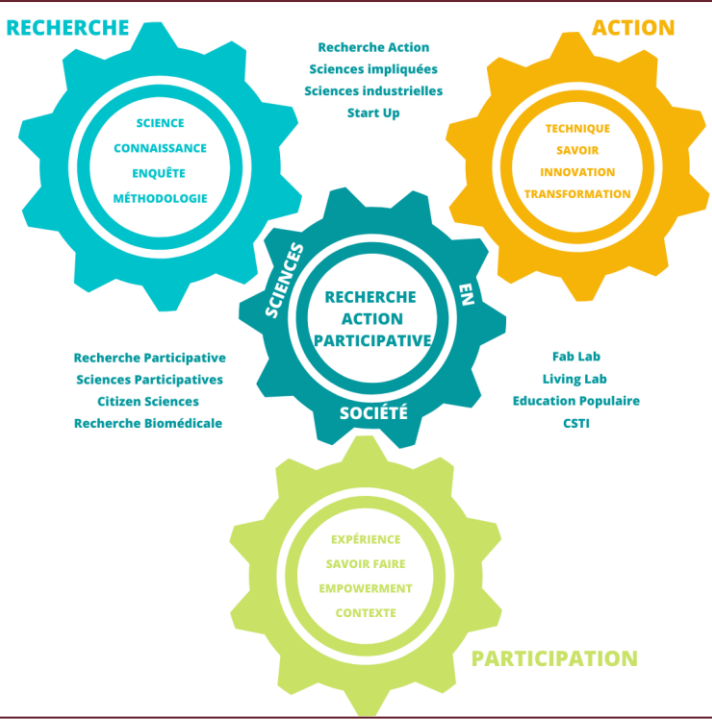 RECHERCHE
ACTION
Recherche Action
Sciences impliquées
Sciences industrielles
Start Up
SCIENCE
CONNAISSANCE
ENQUÊTE
MÉTHODOLOGIE
TECHNIQUE
SAVOIR
INNOVATION
TRANSFORMATION
SCIENCES
EN
SOCIÉTÉ
RECHERCHE
ACTION
PARTICIPATIVE
Recherche Participative
Sciences Participatives
Citizen Sciences
Recherche Biomédicale
Fab Lab
Living Lab
Education Populaire
CSTI
EXPÉRIENCE
SAVOIR FAIRE
EMPOWERMENT
CONTEXTE
PARTICIPATION